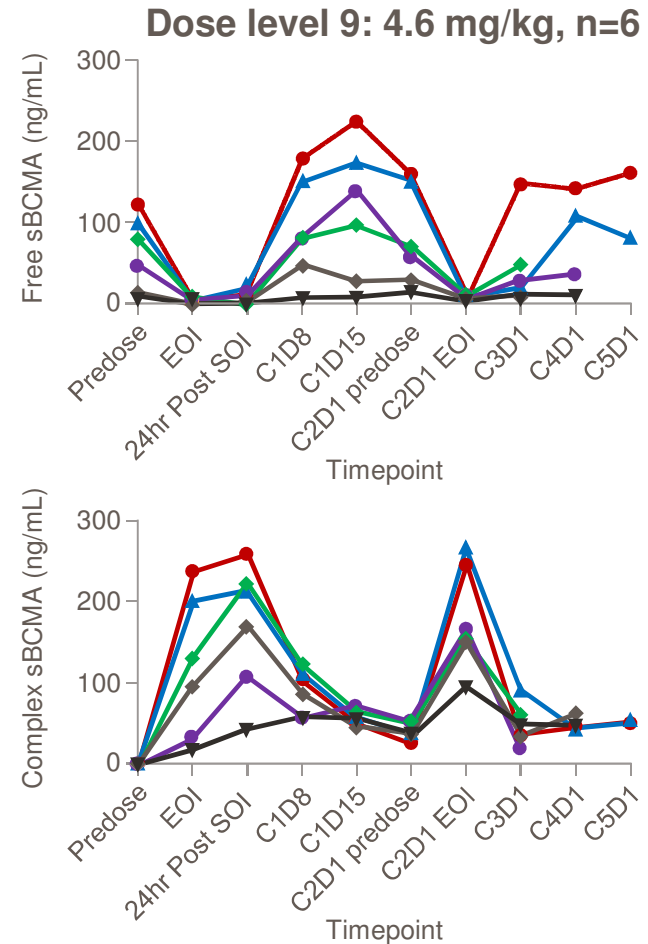 Dose level 9: 4.6 mg/kg, n=6
Free sBCMA (ng/mL)
300
200
100
0
Predose
EOI
24hr Post SOI
C1D8
C1D15
C2D1 predose
C2D1 EOI
C3D1
C4D1
C5D1
Timepoint
Complex sBCMA (ng/mL)
300
200
100
0
Predose
EOI
24hr Post SOI
C1D8
C1D15
C2D1 predose
C2D1 EOI
C3D1
C4D1
C5D1
Timepoint